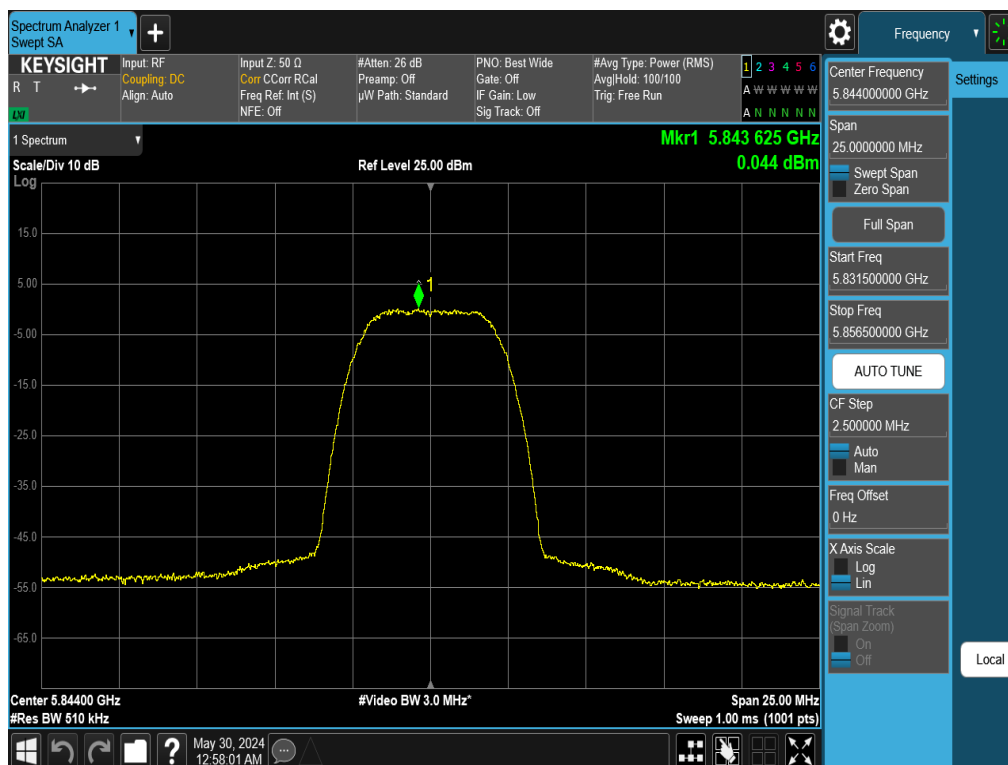 Spectrum Analyzer 1
Swept SA
+
Frequency
KEYSIGHT
R T
LXI
Input: RF
Coupling: DC
Align: Auto
Input Z: 50 Ω
Corr CCorr RCal
Freq Ref: Int (S)
NFE: Off
#Atten: 26 dB
Preamp: Off
µW Path: Standard
PNO: Best Wide
Gate: Off
IF Gain: Low
Sig Track: Off
#Avg Type: Power (RMS)
Avg|Hold: 100/100
Trig: Free Run
1 2 3 4 5 6
A W W W W W
A N N N N N
1 Spectrum
Scale/Div 10 dB
Log
Ref Level 25.00 dBm
Mkr1 5.843 625 GHz
0.044 dBm
15.0
5.00
-5.00
-15.0
-25.0
-35.0
-45.0
-55.0
-65.0
1
Center 5.84400 GHz
#Res BW 510 kHz
#Video BW 3.0 MHz*
Span 25.00 MHz
Sweep 1.00 ms (1001 pts)
Center Frequency
5.844000000 GHz
Settings
Span
25.0000000 MHz
Swept Span
Zero Span
Full Span
Start Freq
5.831500000 GHz
Stop Freq
5.856500000 GHz
AUTO TUNE
CF Step
2.500000 MHz
Auto
Man
Freq Offset
0 Hz
X Axis Scale
Log
Lin
Signal Track
(Span Zoom)
On
Off
Local
?
May 30, 2024
12:58:01 AM